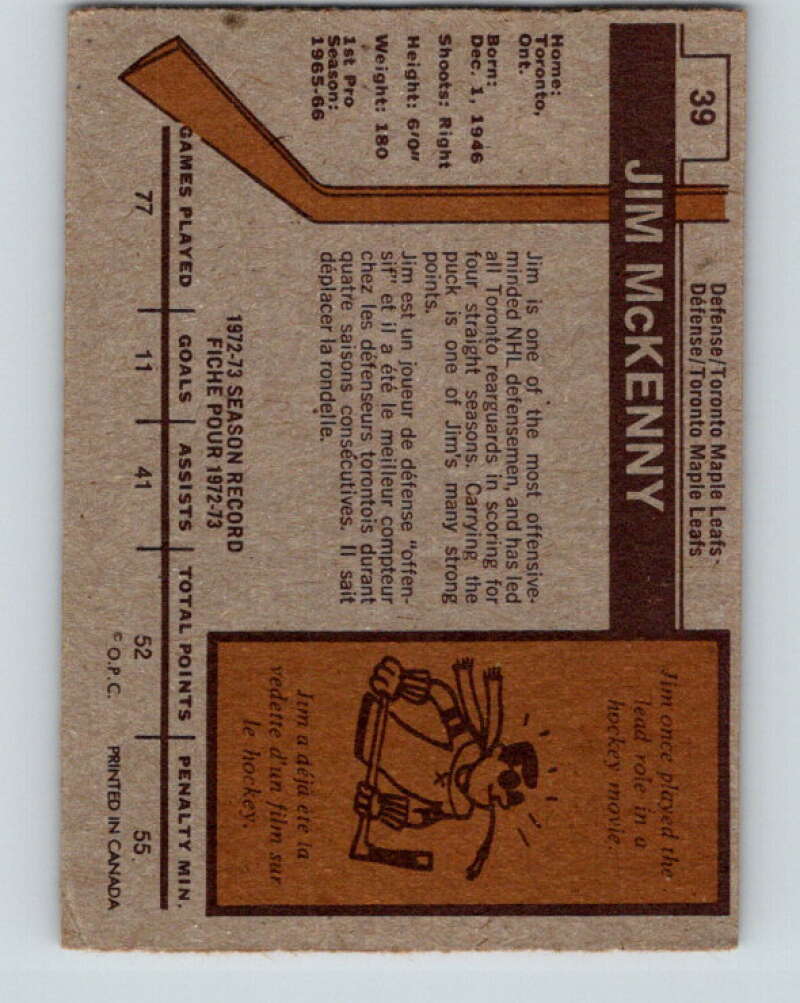 39
Defense/Toronto Maple Leafs
Défense/Toronto Maple Leafs
JIM McKENNY
Home:
Toronto,
Ont.
Born:
Dec. 1, 1946
Shoots: Right
Height: 6'0"
Weight: 180
1st Pro
Season:
1965-66
Jim is one of the most offensive-
minded NHL defensemen, and has led
all Toronto rearguards in scoring for
four straight seasons. Carrying the
puck is one of Jim's many strong
points.
Jim est un joueur de défense "offen-
sif" et il a été le meilleur compteur
chez les défenseurs torontois durant
quatre saisons consécutives. Il sait
déplacer la rondelle.
Jim once played the
lead role in a
hockey movie.
Jim a déjà été la
vedette d'un film sur
le hockey.
1972-73 SEASON RECORD
FICHE POUR 1972-73
GAMES PLAYED GOALS ASSISTS TOTAL POINTS PENALTY MIN.
77 11 41 52 55
© O.P.C. PRINTED IN CANADA